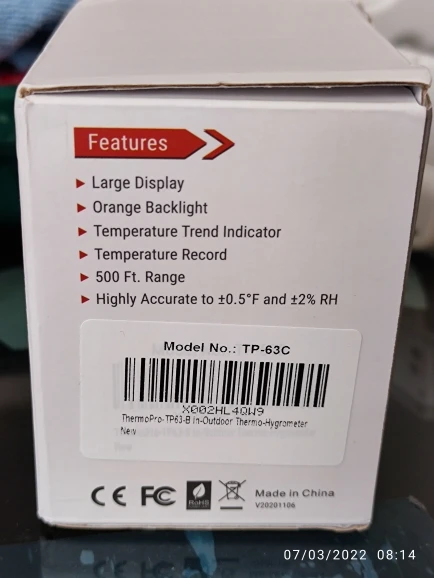 Features
Large Display
Orange Backlight
Temperature Trend Indicator
Temperature Record
500 Ft. Range
Highly Accurate to ±0.5°F and ±2% RH
Model No.: TP-63C
X002HL4QW9
ThermoPro-TP63-B In-Outdoor Thermo-Hygrometer
New
CE FC RoHS Made in China
V20201106
07/03/2022 08:14